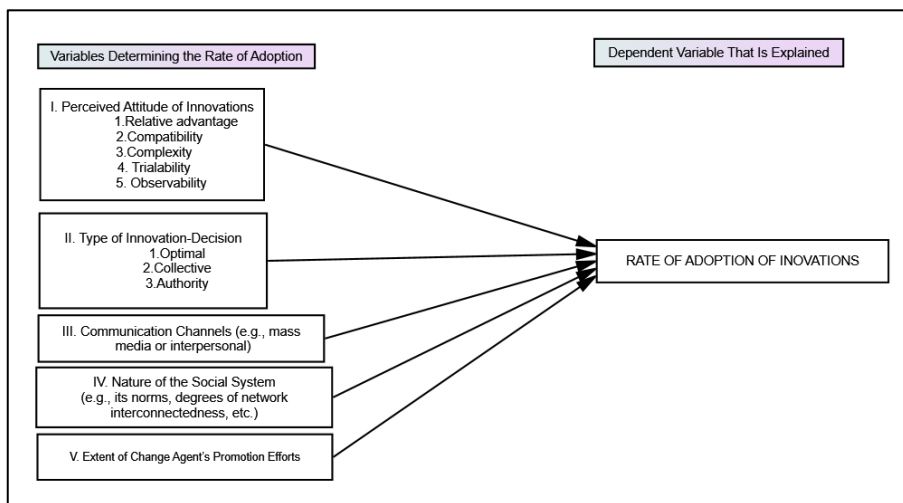 Variables Determining the Rate of Adoption
Dependent Variable That Is Explained
I. Perceived Attitude of Innovations
1.Relative advantage
2.Compatibility
3.Complexity
4. Trialability
5. Observability
II. Type of Innovation-Decision
1.Optimal
2.Collective
3.Authority
RATE OF ADOPTION OF INOVATIONS
III. Communication Channels (e.g., mass
media or interpersonal)
IV. Nature of the Social System
(e.g., its norms, degrees of network
interconnectedness, etc.)
V. Extent of Change Agent's Promotion Efforts